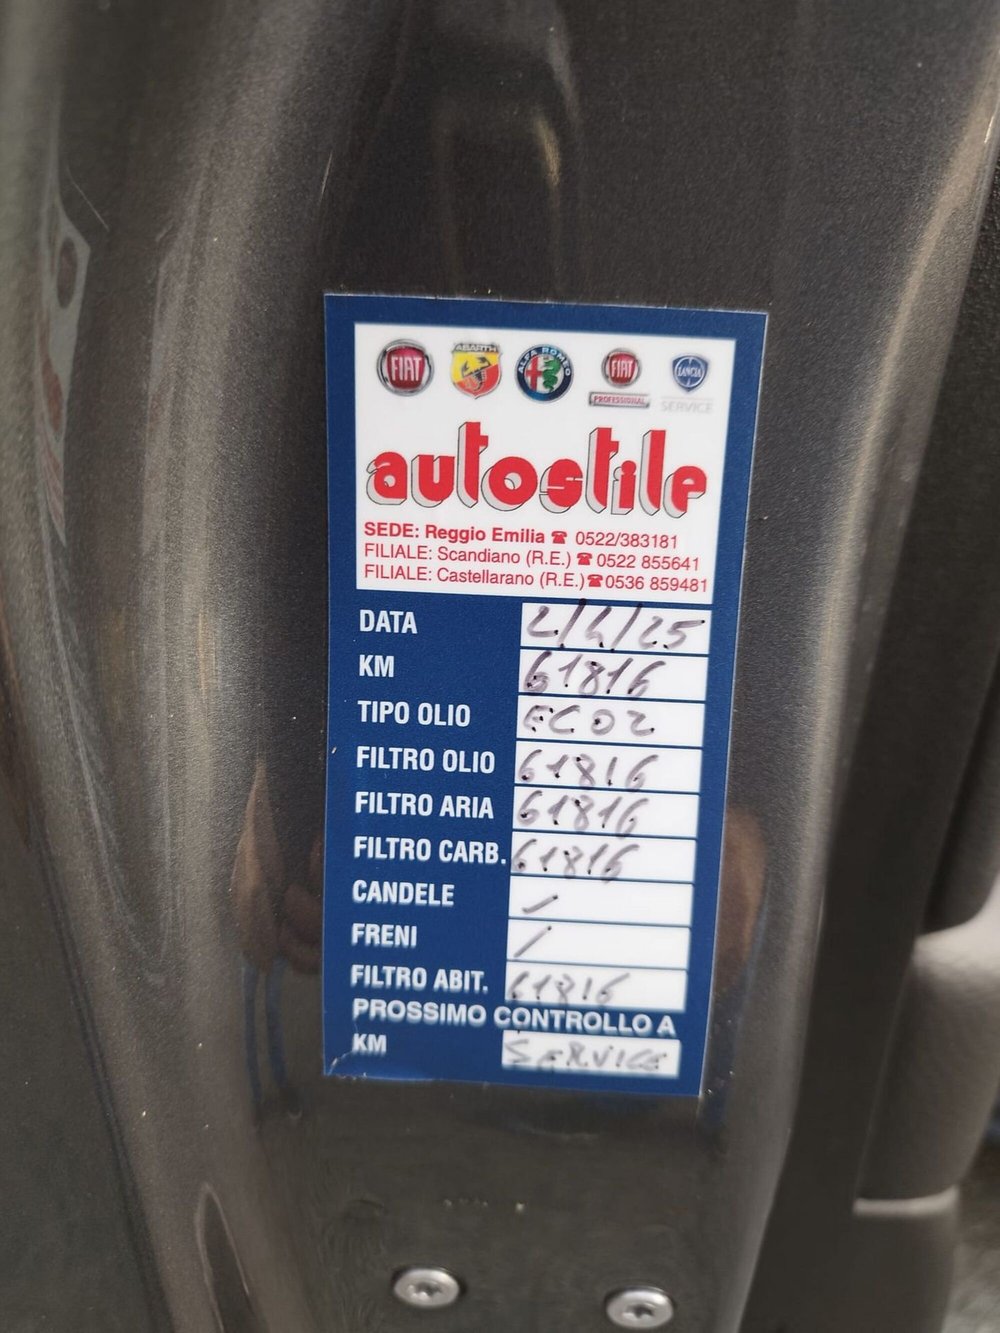 FIAT
ABARTH
ALFA ROMEO
FIAT
PROFESSIONAL
LANCIA
SERVICE
autostile
SEDE: Reggio Emilia ☎ 0522/383181
FILIALE: Scandiano (R.E.) ☎ 0522 855641
FILIALE: Castellarano (R.E.) ☎ 0536 859481
DATA 2/4/25
KM 61816
TIPO OLIO ECO2
FILTRO OLIO 61816
FILTRO ARIA 61816
FILTRO CARB. 61816
CANDELE /
FRENI /
FILTRO ABIT. 61816
PROSSIMO CONTROLLO A
KM SERVICE